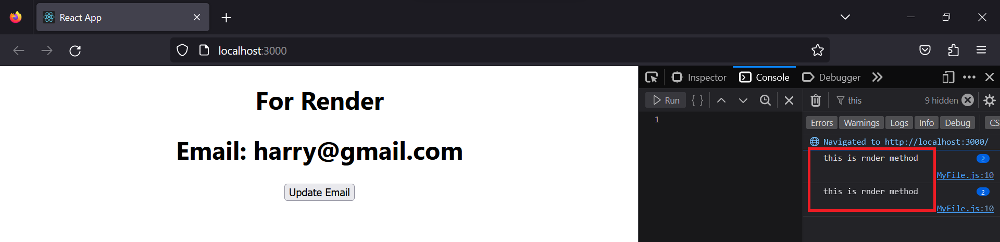 React App
localhost:3000
Inspector Console Debugger
Run { } this 9 hidden
1
Errors Warnings Logs Info Debug CS
Navigated to http://localhost:3000/
this is rnder method 2
MyFile.js:10
this is rnder method 2
MyFile.js:10
For Render
Email: harry@gmail.com
Update Email